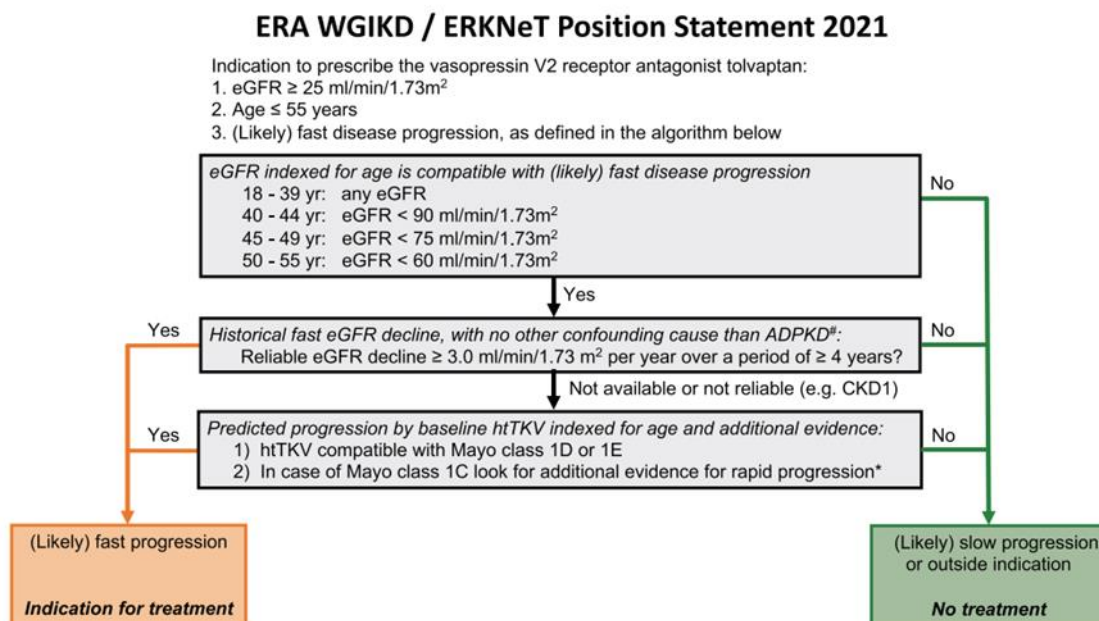 ERA WGIKD / ERKNeT Position Statement 2021
Indication to prescribe the vasopressin V2 receptor antagonist tolvaptan:
1. eGFR ≥ 25 ml/min/1.73m²
2. Age ≤ 55 years
3. (Likely) fast disease progression, as defined in the algorithm below
eGFR indexed for age is compatible with (likely) fast disease progression
18 - 39 yr: any eGFR
40 - 44 yr: eGFR < 90 ml/min/1.73m²
45 - 49 yr: eGFR < 75 ml/min/1.73m²
50 - 55 yr: eGFR < 60 ml/min/1.73m²
No
Yes
Yes
Historical fast eGFR decline, with no other confounding cause than ADPKD#:
Reliable eGFR decline ≥ 3.0 ml/min/1.73 m² per year over a period of ≥ 4 years?
No
Not available or not reliable (e.g. CKD1)
Yes
Predicted progression by baseline htTKV indexed for age and additional evidence:
1) htTKV compatible with Mayo class 1D or 1E
2) In case of Mayo class 1C look for additional evidence for rapid progression*
No
(Likely) fast progression
Indication for treatment
(Likely) slow progression
or outside indication
No treatment